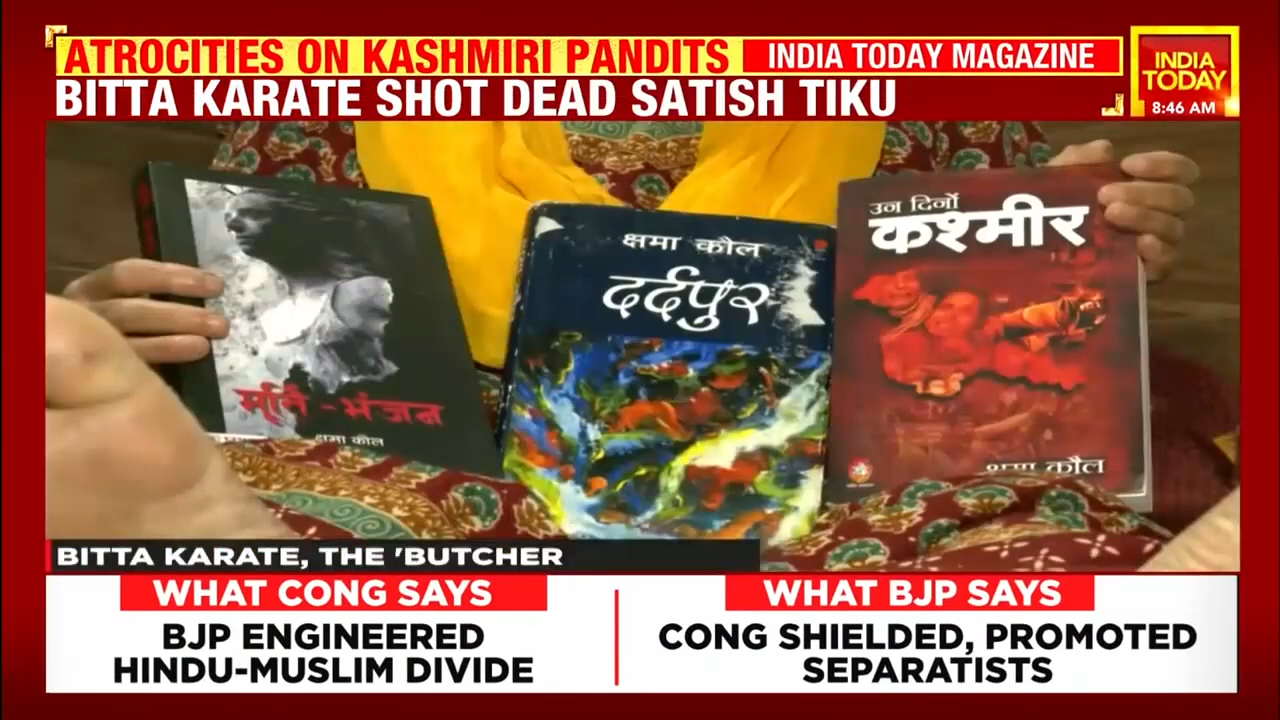 ATROCITIES ON KASHMIRI PANDITS
INDIA TODAY MAGAZINE
BITTA KARATE SHOT DEAD SATISH TIKU
INDIA
TODAY
8:46 AM
मूर्ति - भंजन
क्षमा कौल
क्षमा कौल
दर्दपुर
उन दिनों
कश्मीर
क्षमा कौल
BITTA KARATE, THE 'BUTCHER
WHAT CONG SAYS
BJP ENGINEERED
HINDU-MUSLIM DIVIDE
WHAT BJP SAYS
CONG SHIELDED, PROMOTED
SEPARATISTS